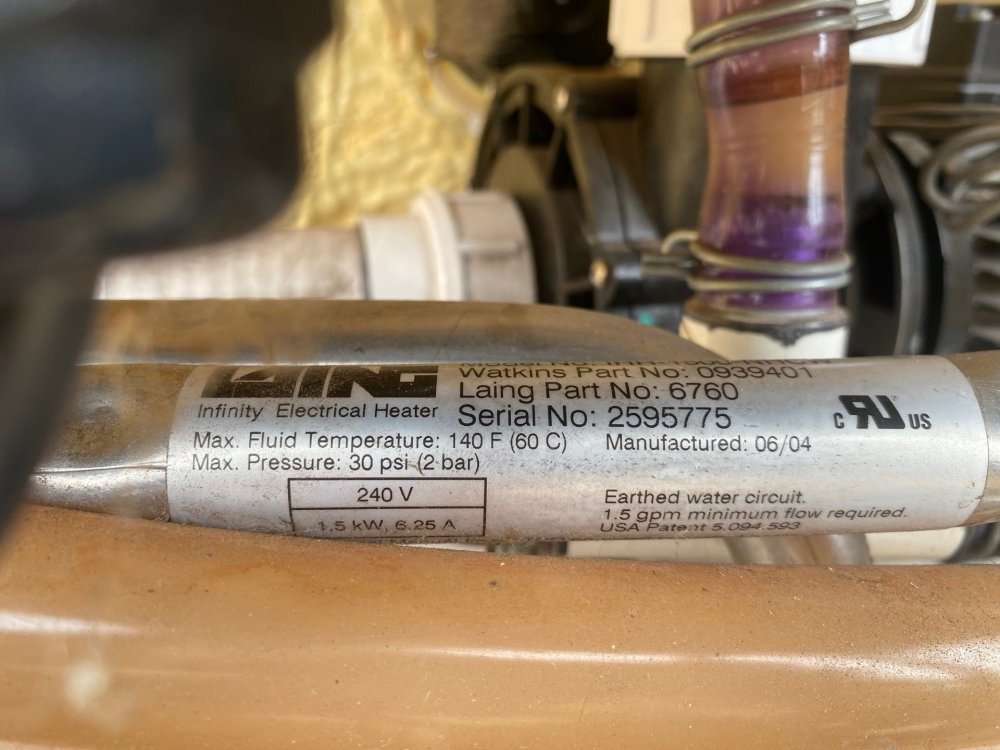 LAING
Infinity Electrical Heater
Watkins Part No: 0939401
Laing Part No: 6760
Serial No: 2595775
Max. Fluid Temperature: 140 F (60 C) Manufactured: 06/04
Max. Pressure: 30 psi (2 bar)
240 V
1.5 kW, 6.25 A
c RU US
Earthed water circuit.
1.5 gpm minimum flow required.
USA Patent 5.094.593